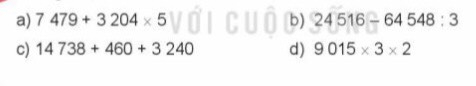 a) 7 479 + 3 204 × 5 b) 24 516 – 64 548 : 3
VỚI CUỘC SỐNG
c) 14 738 + 460 + 3 240 d) 9 015 × 3 × 2